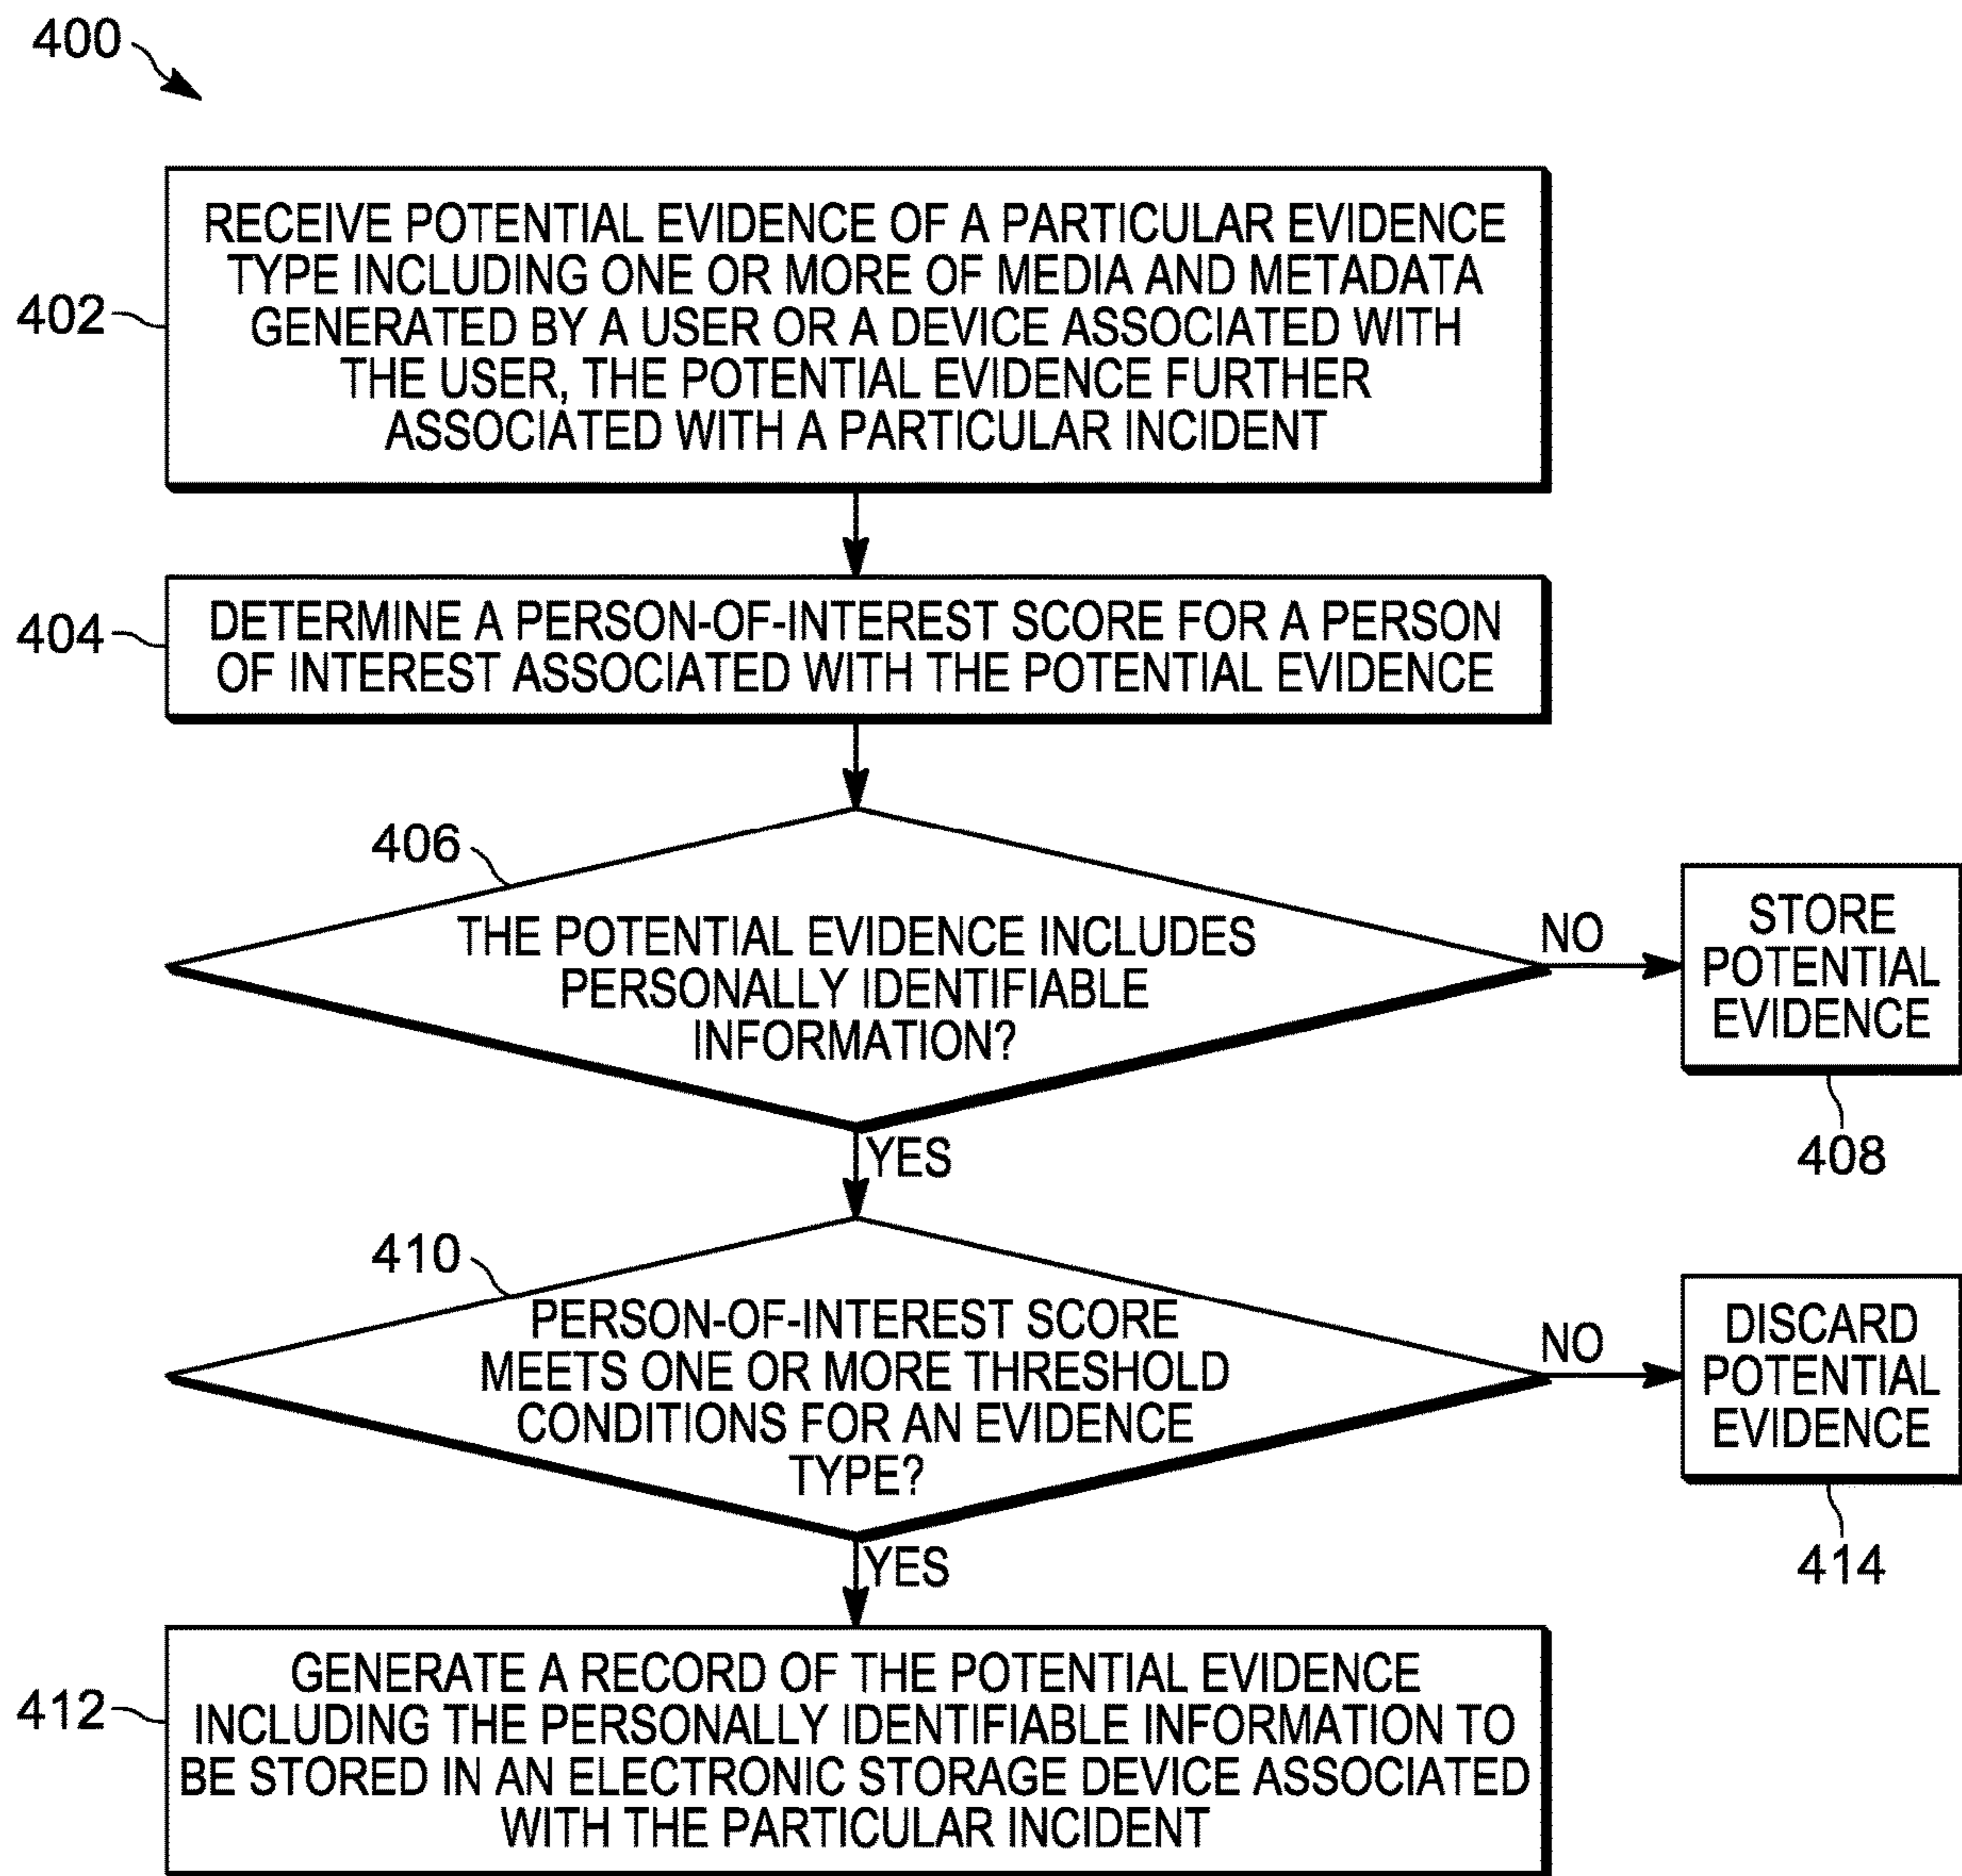 400
402
RECEIVE POTENTIAL EVIDENCE OF A PARTICULAR EVIDENCE
TYPE INCLUDING ONE OR MORE OF MEDIA AND METADATA
GENERATED BY A USER OR A DEVICE ASSOCIATED WITH
THE USER, THE POTENTIAL EVIDENCE FURTHER
ASSOCIATED WITH A PARTICULAR INCIDENT
404
DETERMINE A PERSON-OF-INTEREST SCORE FOR A PERSON
OF INTEREST ASSOCIATED WITH THE POTENTIAL EVIDENCE
406
THE POTENTIAL EVIDENCE INCLUDES
PERSONALLY IDENTIFIABLE
INFORMATION?
NO
STORE
POTENTIAL
EVIDENCE
408
YES
410
PERSON-OF-INTEREST SCORE
MEETS ONE OR MORE THRESHOLD
CONDITIONS FOR AN EVIDENCE
TYPE?
NO
DISCARD
POTENTIAL
EVIDENCE
414
YES
412
GENERATE A RECORD OF THE POTENTIAL EVIDENCE
INCLUDING THE PERSONALLY IDENTIFIABLE INFORMATION TO
BE STORED IN AN ELECTRONIC STORAGE DEVICE ASSOCIATED
WITH THE PARTICULAR INCIDENT